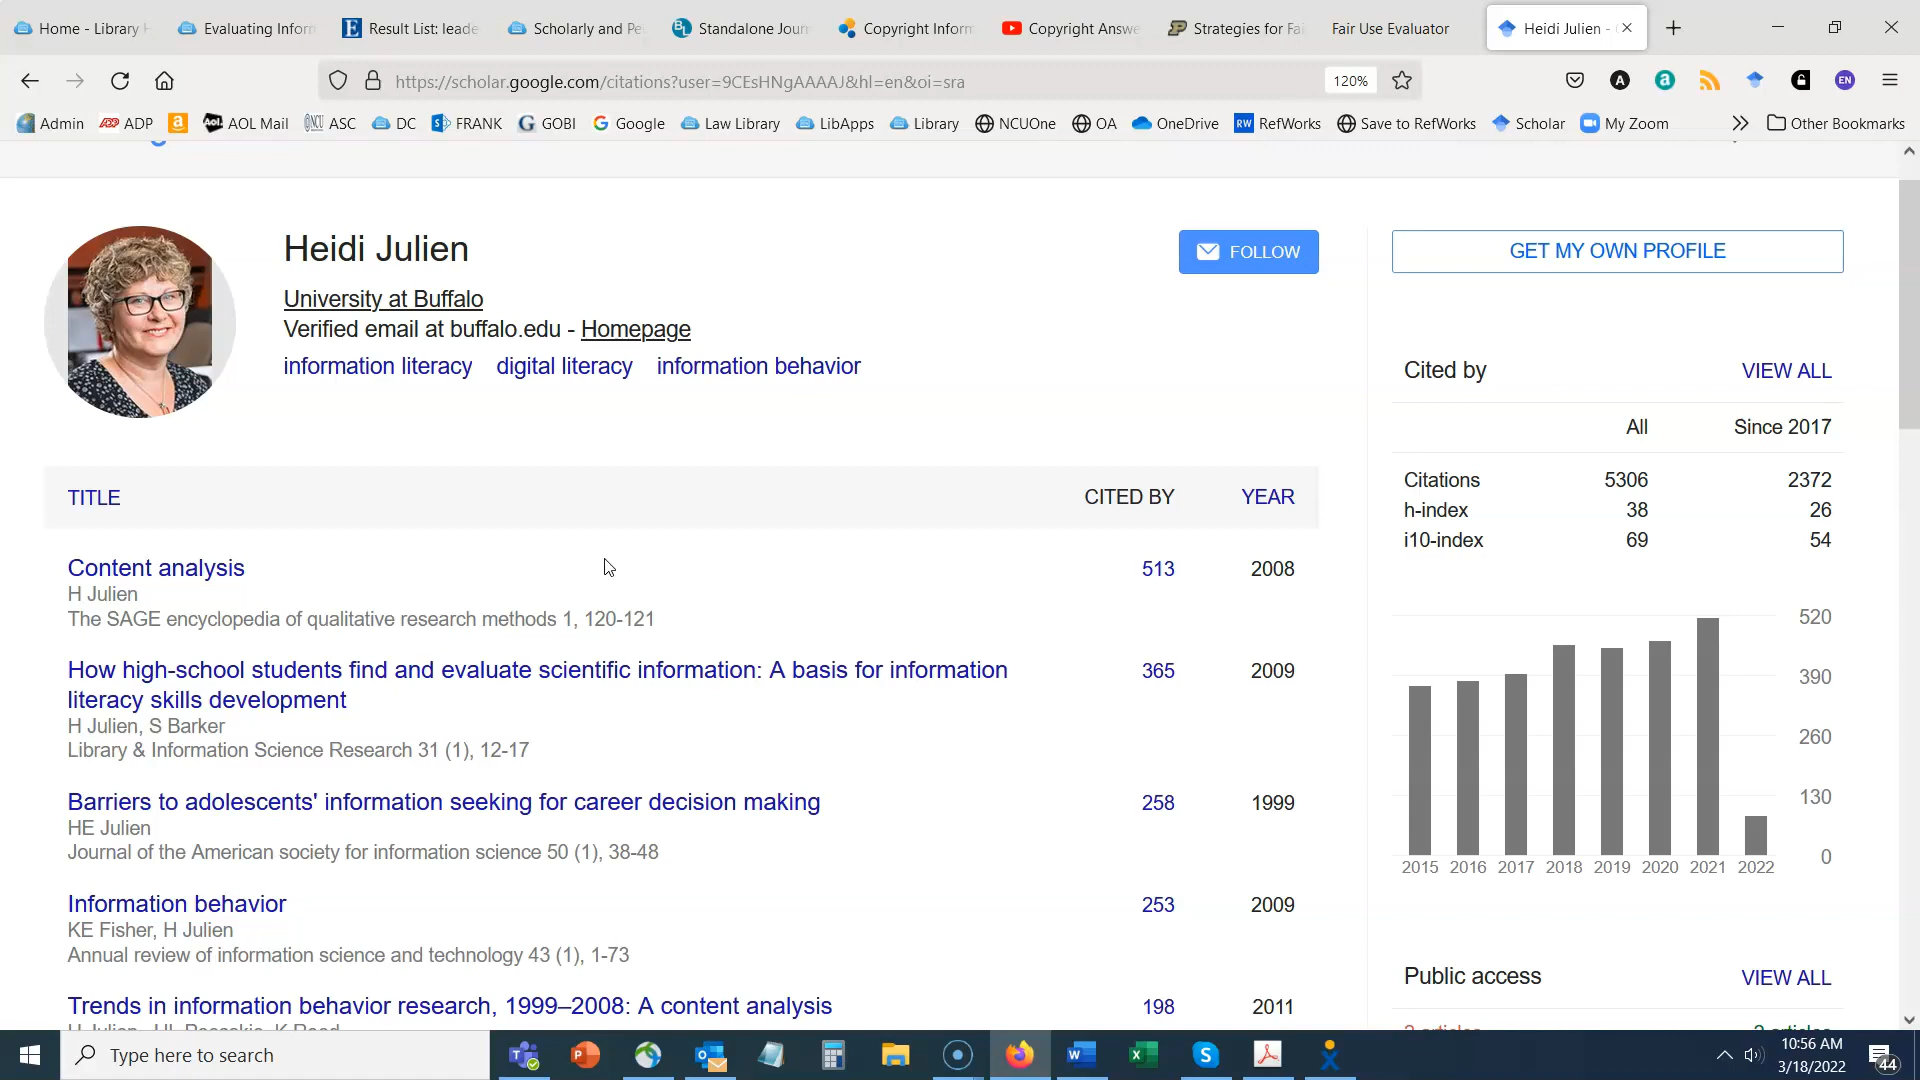 Home - Library
Evaluating Inform
Result List: leade
Scholarly and Pe
Standalone Jour
Copyright Inform
Copyright Answe
Strategies for Fai
Fair Use Evaluator
Heidi Julien -
https://scholar.google.com/citations?user=9CEsHNgAAAAJ&hl=en&oi=sra
120%
Admin
ADP
AOL Mail
ASC
DC
FRANK
GOBI
Google
Law Library
LibApps
Library
NCUOne
OA
OneDrive
RefWorks
Save to RefWorks
Scholar
My Zoom
Other Bookmarks
Heidi Julien
University at Buffalo
Verified email at buffalo.edu - Homepage
information literacy digital literacy information behavior
FOLLOW
GET MY OWN PROFILE
TITLE CITED BY YEAR
Content analysis 513 2008
H Julien
The SAGE encyclopedia of qualitative research methods 1, 120-121
How high-school students find and evaluate scientific information: A basis for information 365 2009
literacy skills development
H Julien, S Barker
Library & Information Science Research 31 (1), 12-17
Barriers to adolescents' information seeking for career decision making 258 1999
HE Julien
Journal of the American society for information science 50 (1), 38-48
Information behavior 253 2009
KE Fisher, H Julien
Annual review of information science and technology 43 (1), 1-73
Trends in information behavior research, 1999–2008: A content analysis 198 2011
Cited by VIEW ALL
All Since 2017
Citations 5306 2372
h-index 38 26
i10-index 69 54
520
390
260
130
0
2015 2016 2017 2018 2019 2020 2021 2022
Public access VIEW ALL
Type here to search
10:56 AM
3/18/2022
44